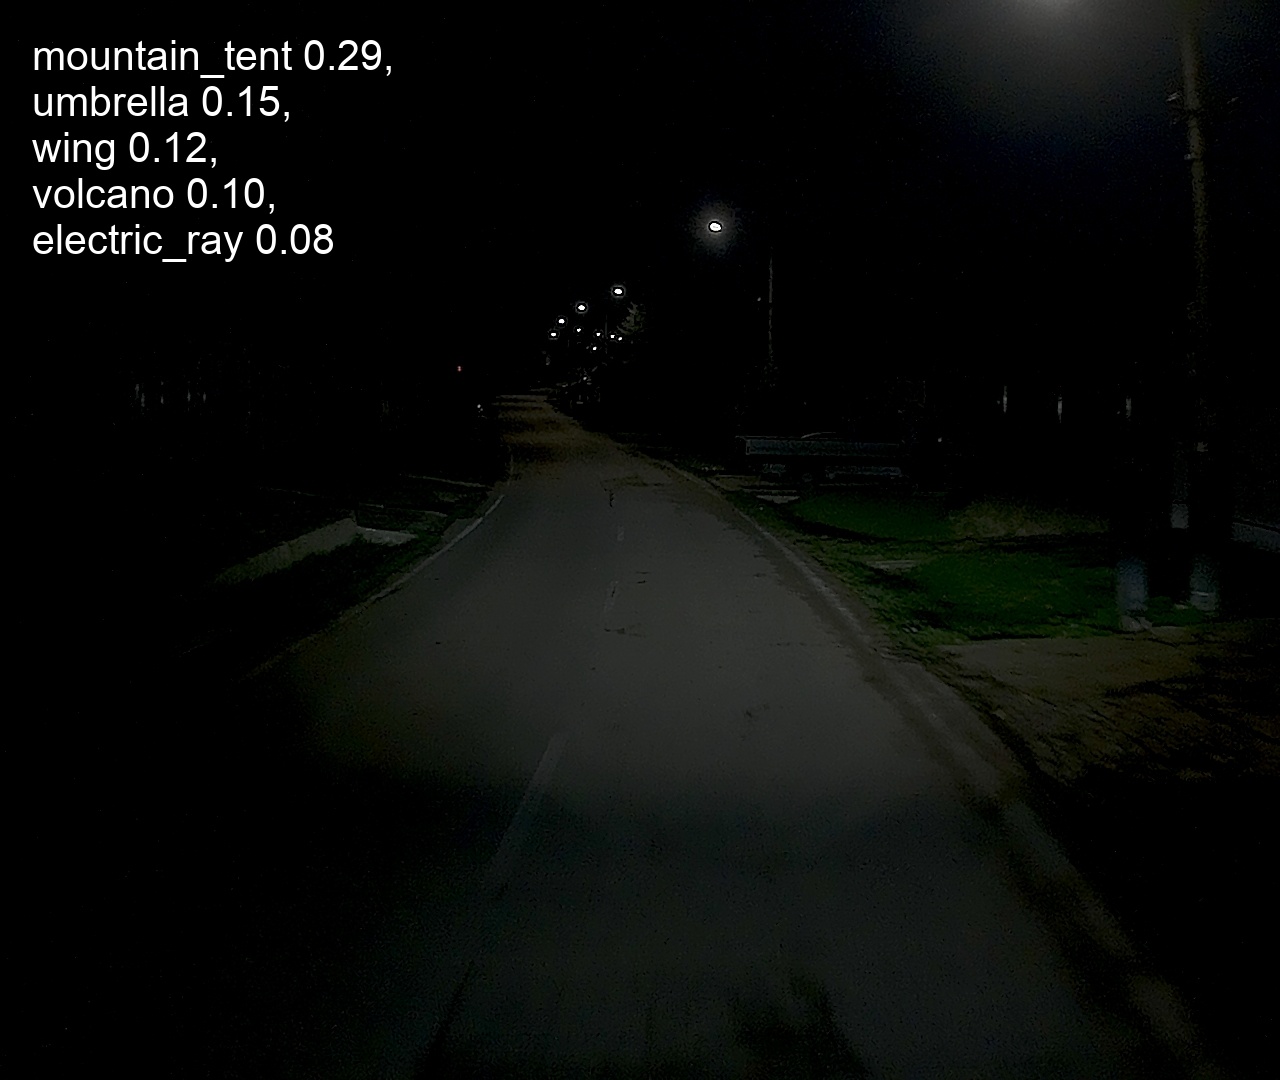 mountain_tent 0.29,
umbrella 0.15,
wing 0.12,
volcano 0.10,
electric_ray 0.08